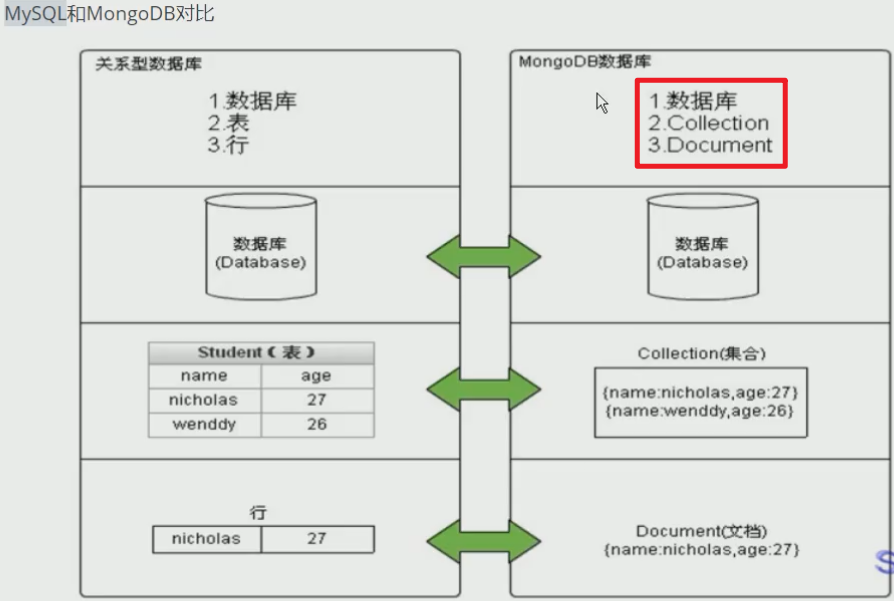 MySQL和MongoDB对比
关系型数据库
1.数据库
2.表
3.行
MongoDB数据库
1.数据库
2.Collection
3.Document
数据库
(Database)
数据库
(Database)
Student（表）
name age
nicholas 27
wenddy 26
Collection(集合)
{name:nicholas,age:27}
{name:wenddy,age:26}
行
nicholas 27
Document(文档)
{name:nicholas,age:27}
S